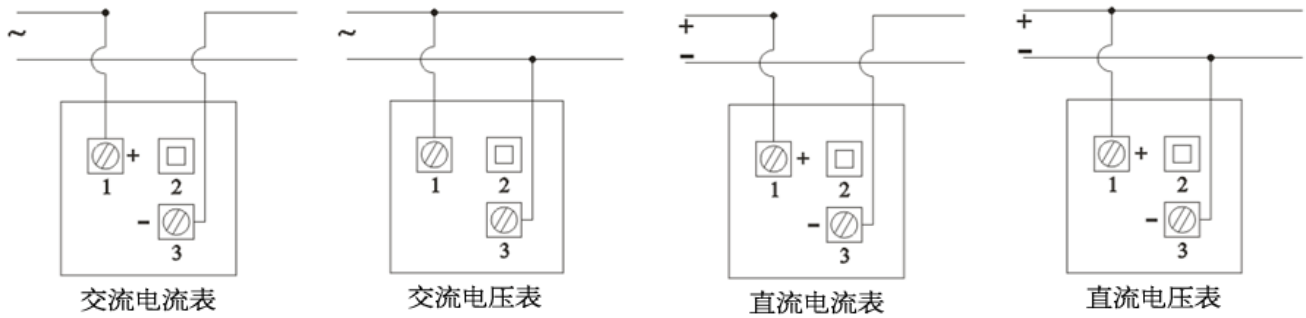 ~ ~ + +
- -
1 + 2 1 2 1 + 2 1 + 2
- 3 3 - 3 - 3
交流电流表 交流电压表 直流电流表 直流电压表